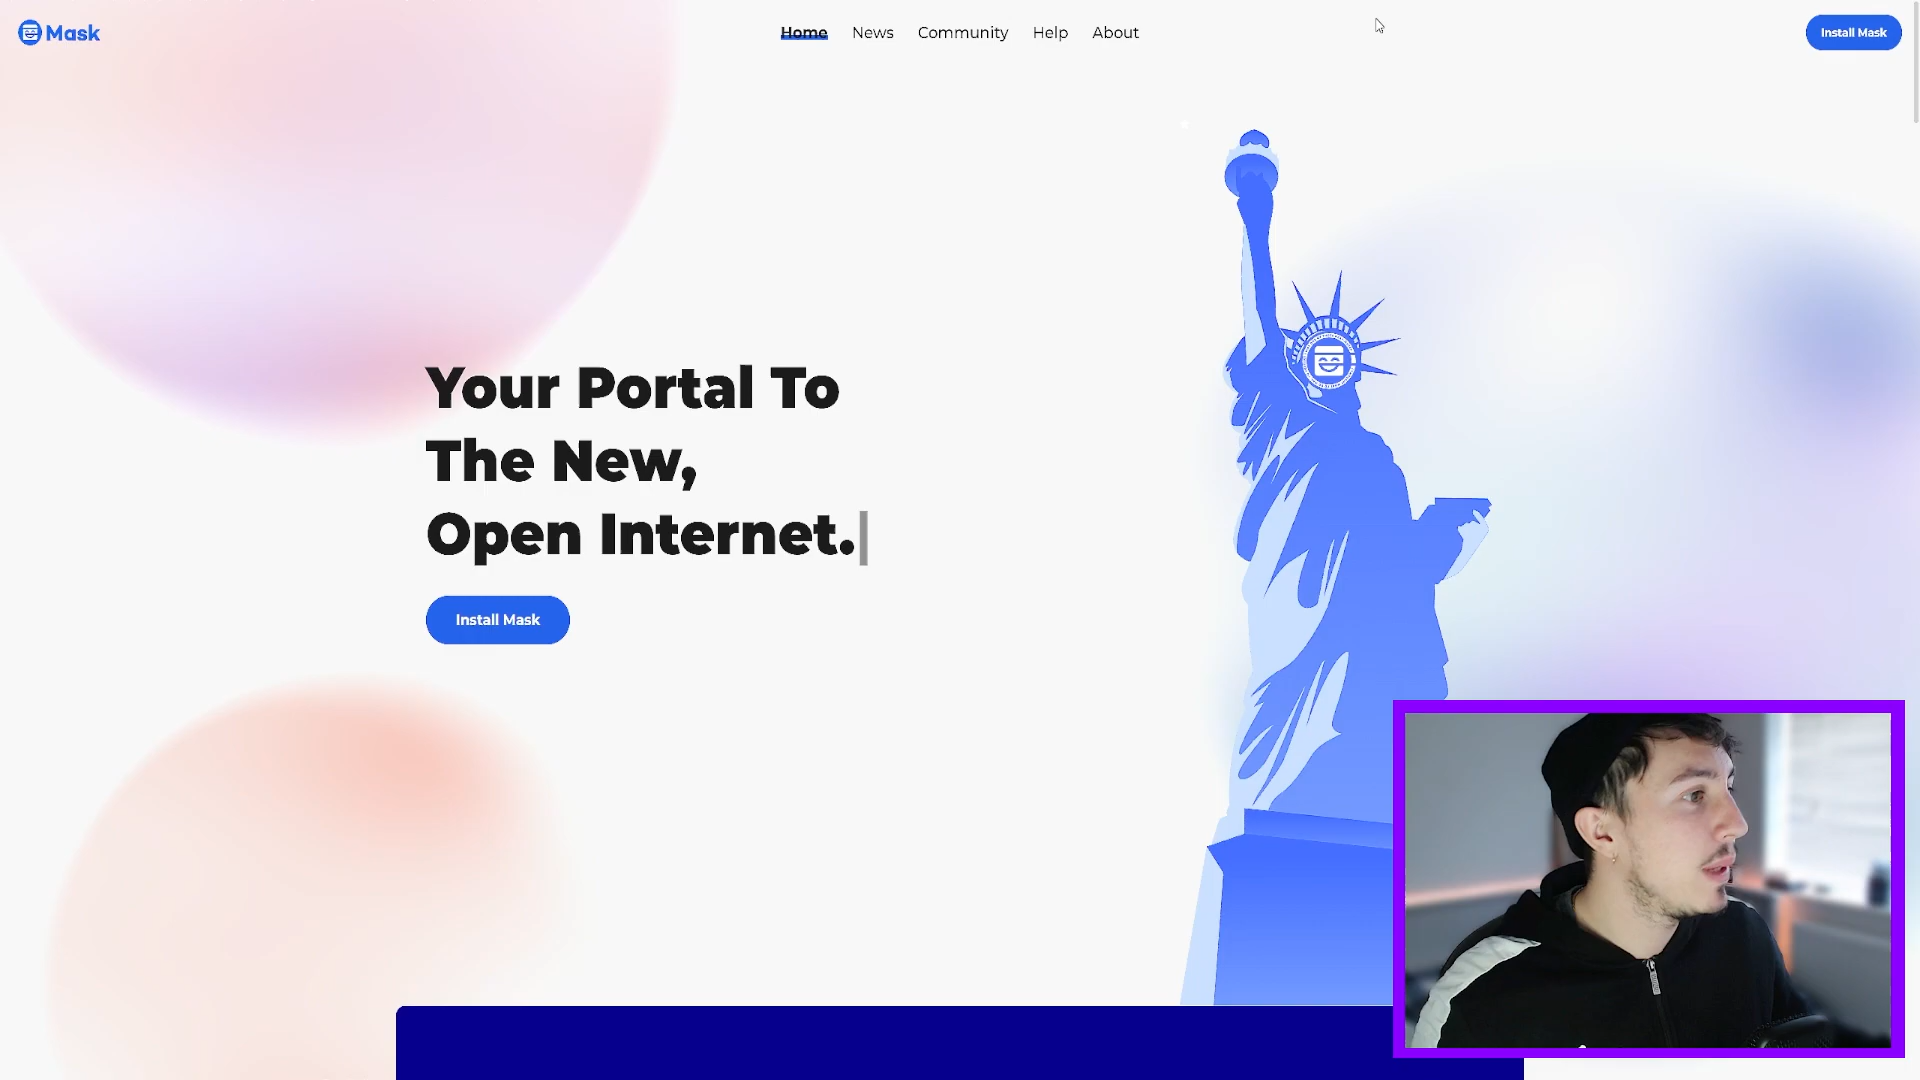 Mask
Home
News
Community
Help
About
Install Mask
Your Portal To
The New,
Open Internet.
Install Mask